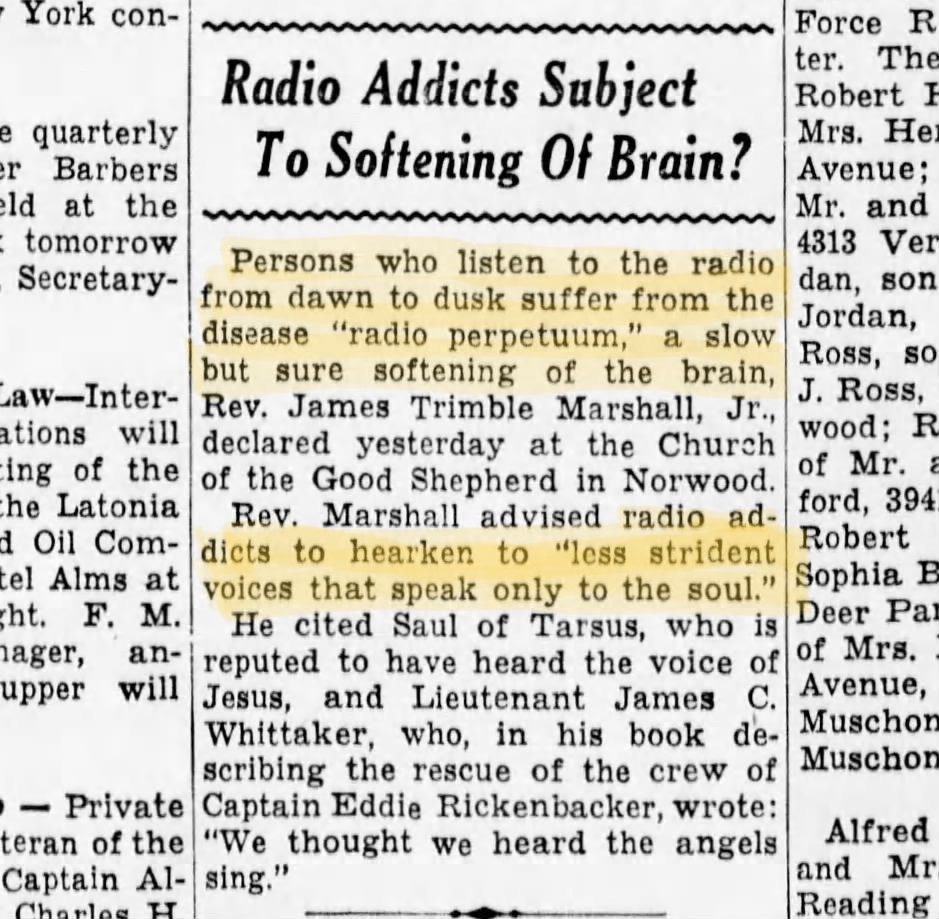 York con-
quarterly
Barbers
at the
tomorrow
Secretary-
Law—Inter-
ations will
ing of the
the Latonia
Oil Com-
tel Alms at
ght. F. M.
nager, an-
upper will
— Private
teran of the
Captain Al-
Charles H.
Radio Addicts Subject
To Softening Of Brain?
Persons who listen to the radio
from dawn to dusk suffer from the
disease "radio perpetuum," a slow
but sure softening of the brain,
Rev. James Trimble Marshall, Jr.,
declared yesterday at the Church
of the Good Shepherd in Norwood.
Rev. Marshall advised radio ad-
dicts to hearken to "less strident
voices that speak only to the soul."
He cited Saul of Tarsus, who is
reputed to have heard the voice of
Jesus, and Lieutenant James C.
Whittaker, who, in his book de-
scribing the rescue of the crew of
Captain Eddie Rickenbacker, wrote:
"We thought we heard the angels
sing."
Force R
ter. The
Robert
Mrs. Her
Avenue;
Mr. and
4313 Ver
dan, son
Jordan,
Ross, so
J. Ross,
wood; R
of Mr.
ford, 394
Robert
Sophia
Deer Par
of Mrs.
Avenue,
Muschon
Muschon
Alfred
and Mr
Reading